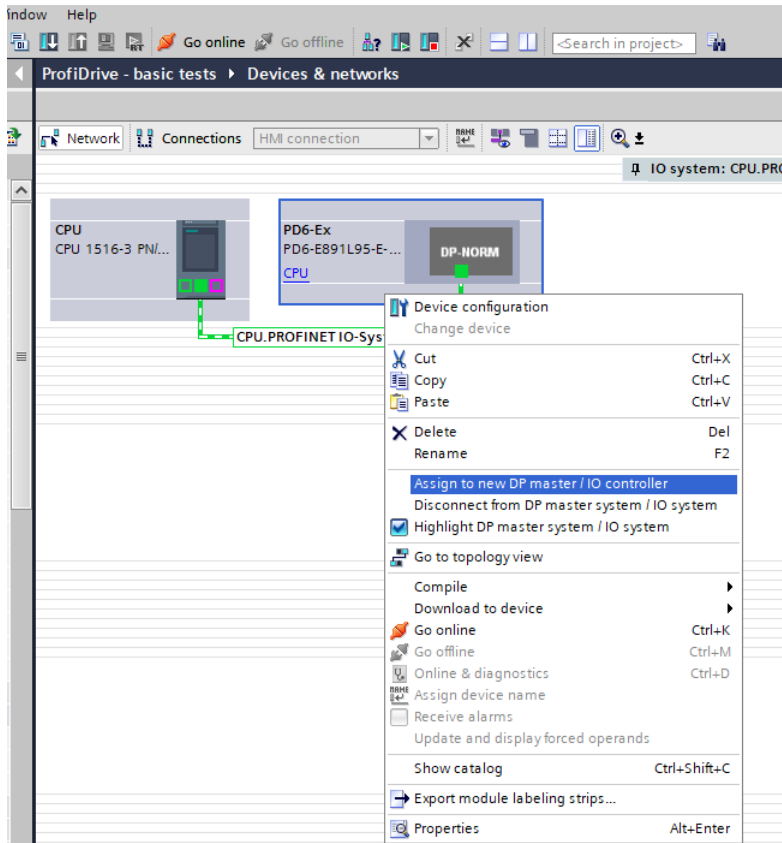 indow Help
Go online Go offline <Search in project>
ProfiDrive - basic tests Devices & networks
Network Connections HMI connection
IO system: CPU.PRO
CPU
CPU 1516-3 PN/...
PD6-Ex
PD6-E891L95-E-...
CPU
DP-NORM
CPU.PROFINET IO-Sys
Device configuration
Change device
Cut Ctrl+X
Copy Ctrl+C
Paste Ctrl+V
Delete Del
Rename F2
Assign to new DP master / IO controller
Disconnect from DP master system / IO system
Highlight DP master system / IO system
Go to topology view
Compile
Download to device
Go online Ctrl+K
Go offline Ctrl+M
Online & diagnostics Ctrl+D
Assign device name
Receive alarms
Update and display forced operands
Show catalog Ctrl+Shift+C
Export module labeling strips...
Properties Alt+Enter